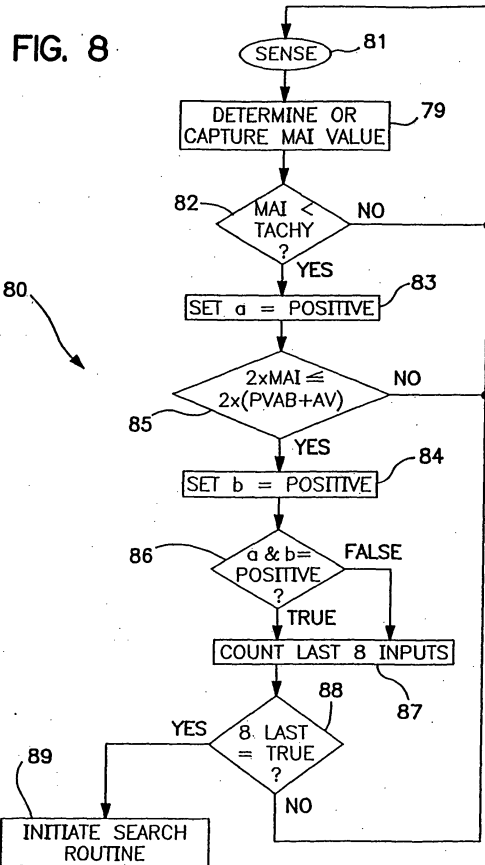 FIG. 8
SENSE
81
DETERMINE OR
CAPTURE MAI VALUE
79
82
MAI <
TACHY
?
NO
YES
80
83
SET a = POSITIVE
2xMAI ≤
2x(PVAB+AV)
NO
85
YES
84
SET b = POSITIVE
86
a & b=
POSITIVE
?
FALSE
TRUE
COUNT LAST 8 INPUTS
87
88
YES
8 LAST
= TRUE
?
89
NO
INITIATE SEARCH
ROUTINE